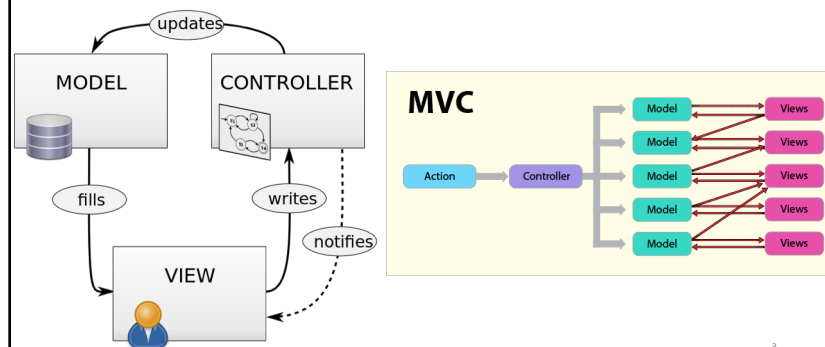 updates
MODEL
CONTROLLER
fills
writes
notifies
VIEW
MVC
Action
Controller
Model
Views
Model
Views
Model
Views
Model
Views
Model
Views
3